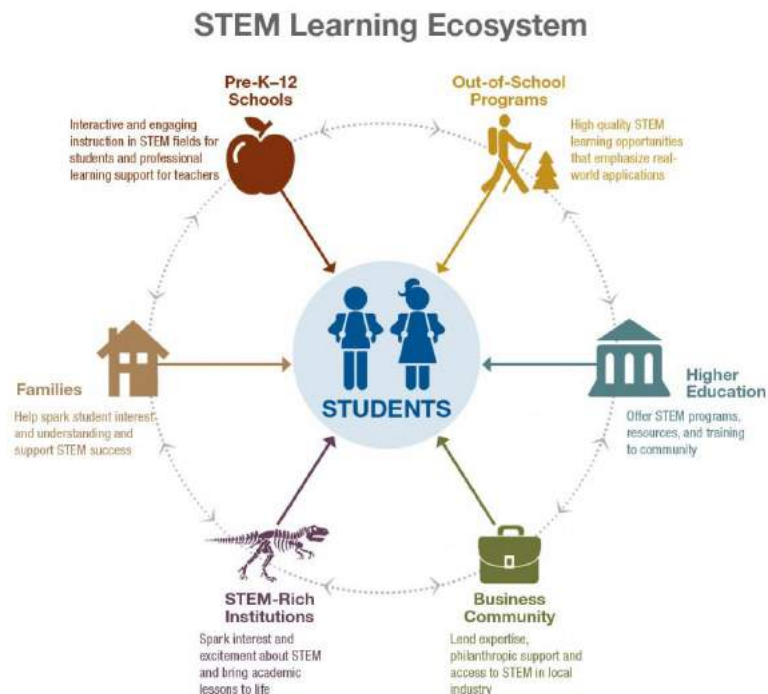 STEM Learning Ecosystem
Pre-K–12
Schools
Interactive and engaging
instruction in STEM fields for
students and professional
learning support for teachers
Out-of-School
Programs
High quality STEM
learning opportunities
that emphasize real-
world applications
Families
Help spark student interest
and understanding and
support STEM success
STUDENTS
Higher
Education
Offer STEM programs,
resources, and training
to community
STEM-Rich
Institutions
Spark interest and
excitement about STEM
and bring academic
lessons to life
Business
Community
Lend expertise,
philanthropic support and
access to STEM in local
industry